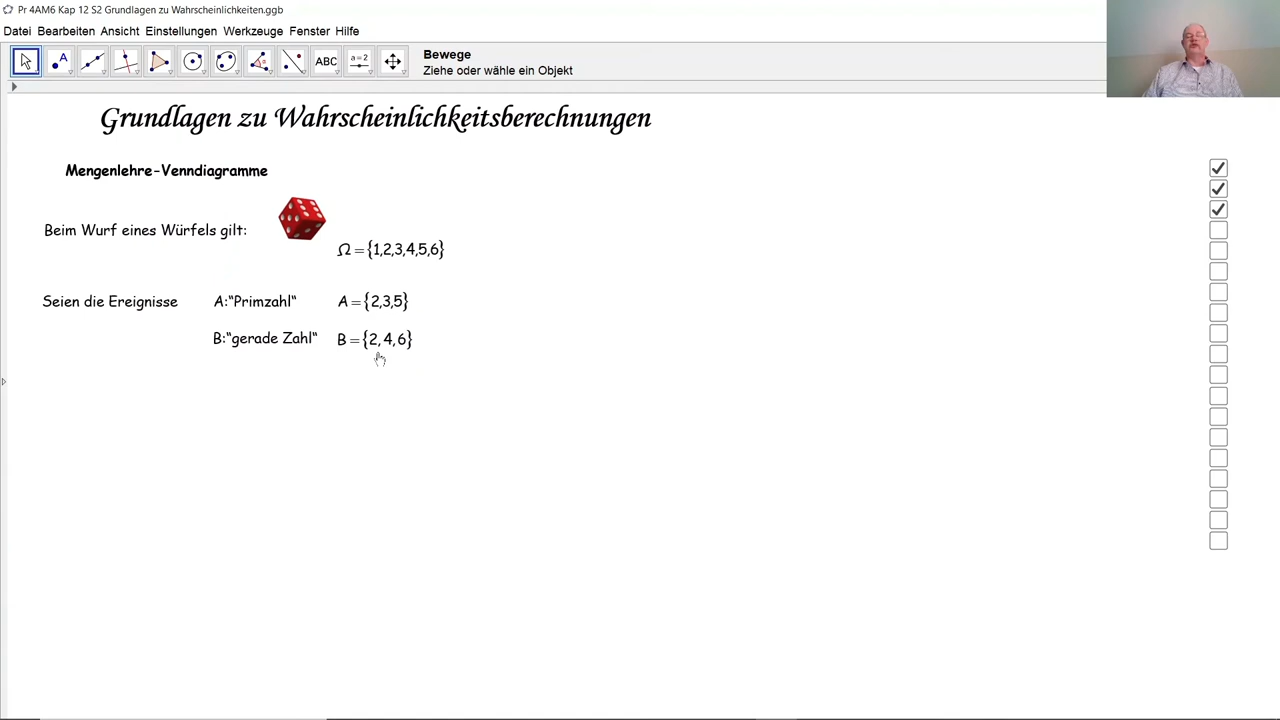 Pr 4AM6 Kap 12 S2 Grundlagen zu Wahrscheinlichkeiten.ggb
Datei Bearbeiten Ansicht Einstellungen Werkzeuge Fenster Hilfe
A ABC a=2
Bewege
Ziehe oder wähle ein Objekt
Grundlagen zu Wahrscheinlichkeitsberechnungen
Mengenlehre-Venndiagramme
Beim Wurf eines Würfels gilt:
Ω={1,2,3,4,5,6}
Seien die Ereignisse A:“Primzahl“ A={2,3,5}
B:“gerade Zahl“ B={2,4,6}